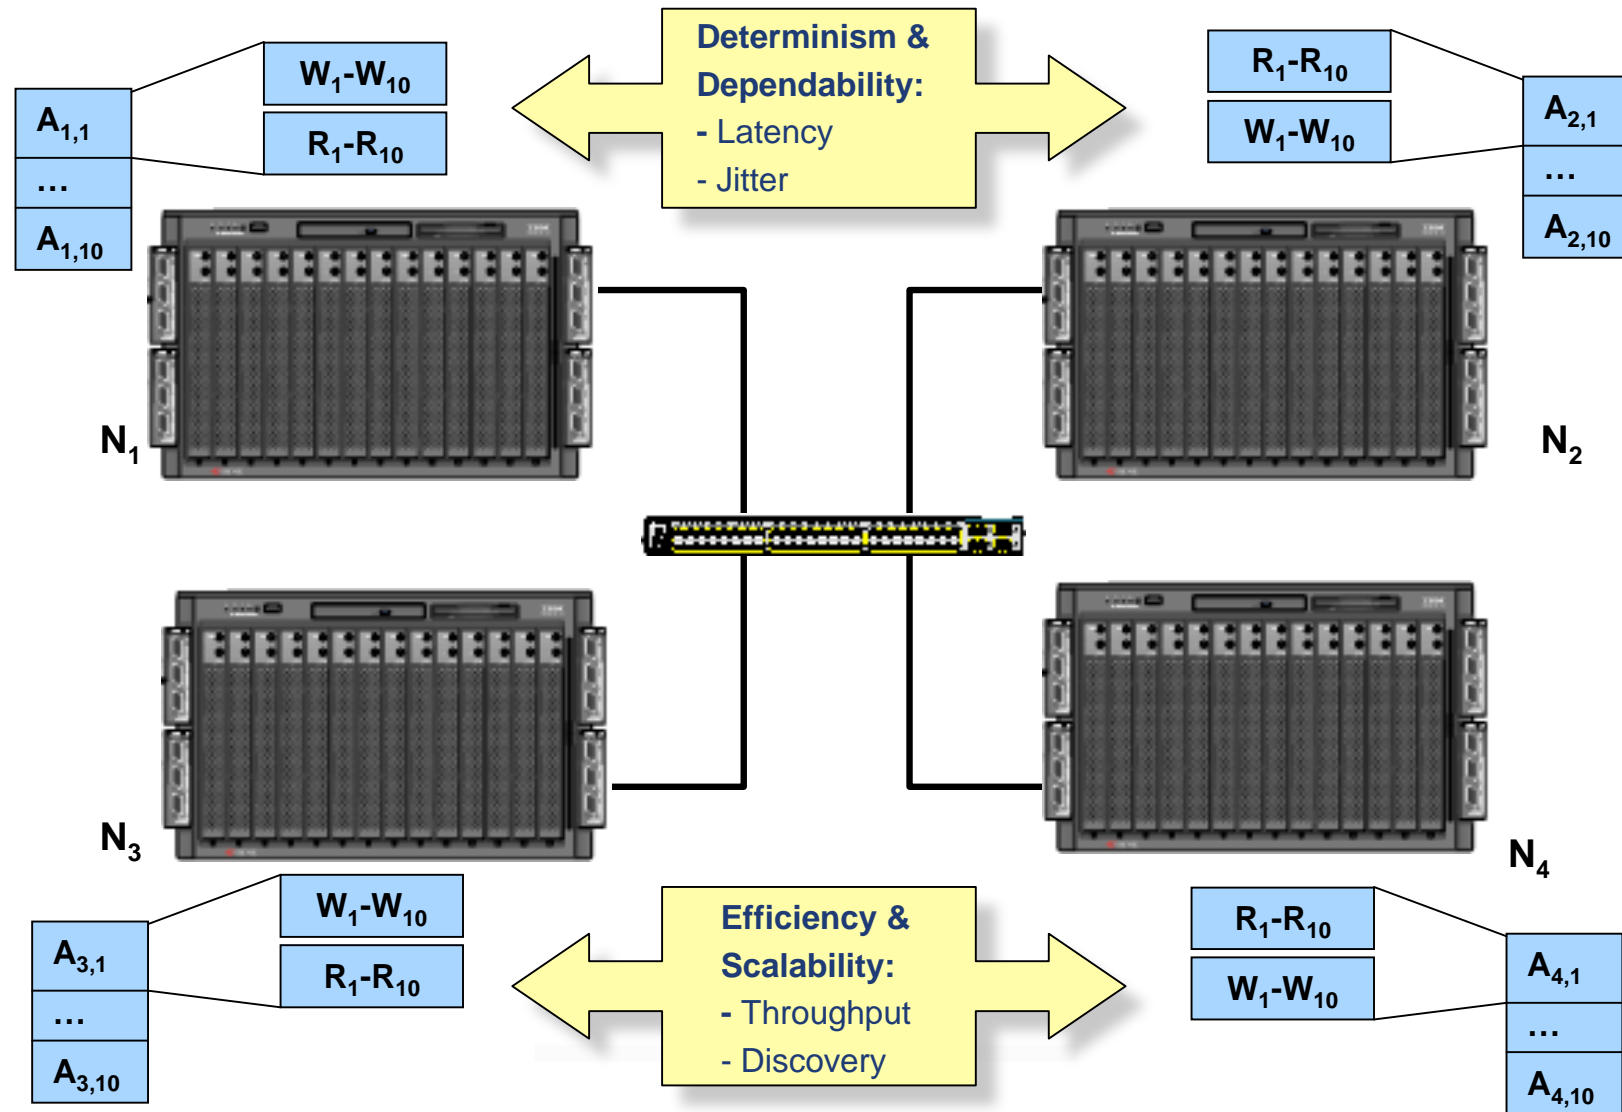 Determinism &
Dependability:
- Latency
- Jitter
W1-W10
R1-R10
A1,1
...
A1,10
R1-R10
W1-W10
A2,1
...
A2,10
N1
N2
N3
N4
W1-W10
R1-R10
A3,1
...
A3,10
Efficiency &
Scalability:
- Throughput
- Discovery
R1-R10
W1-W10
A4,1
...
A4,10